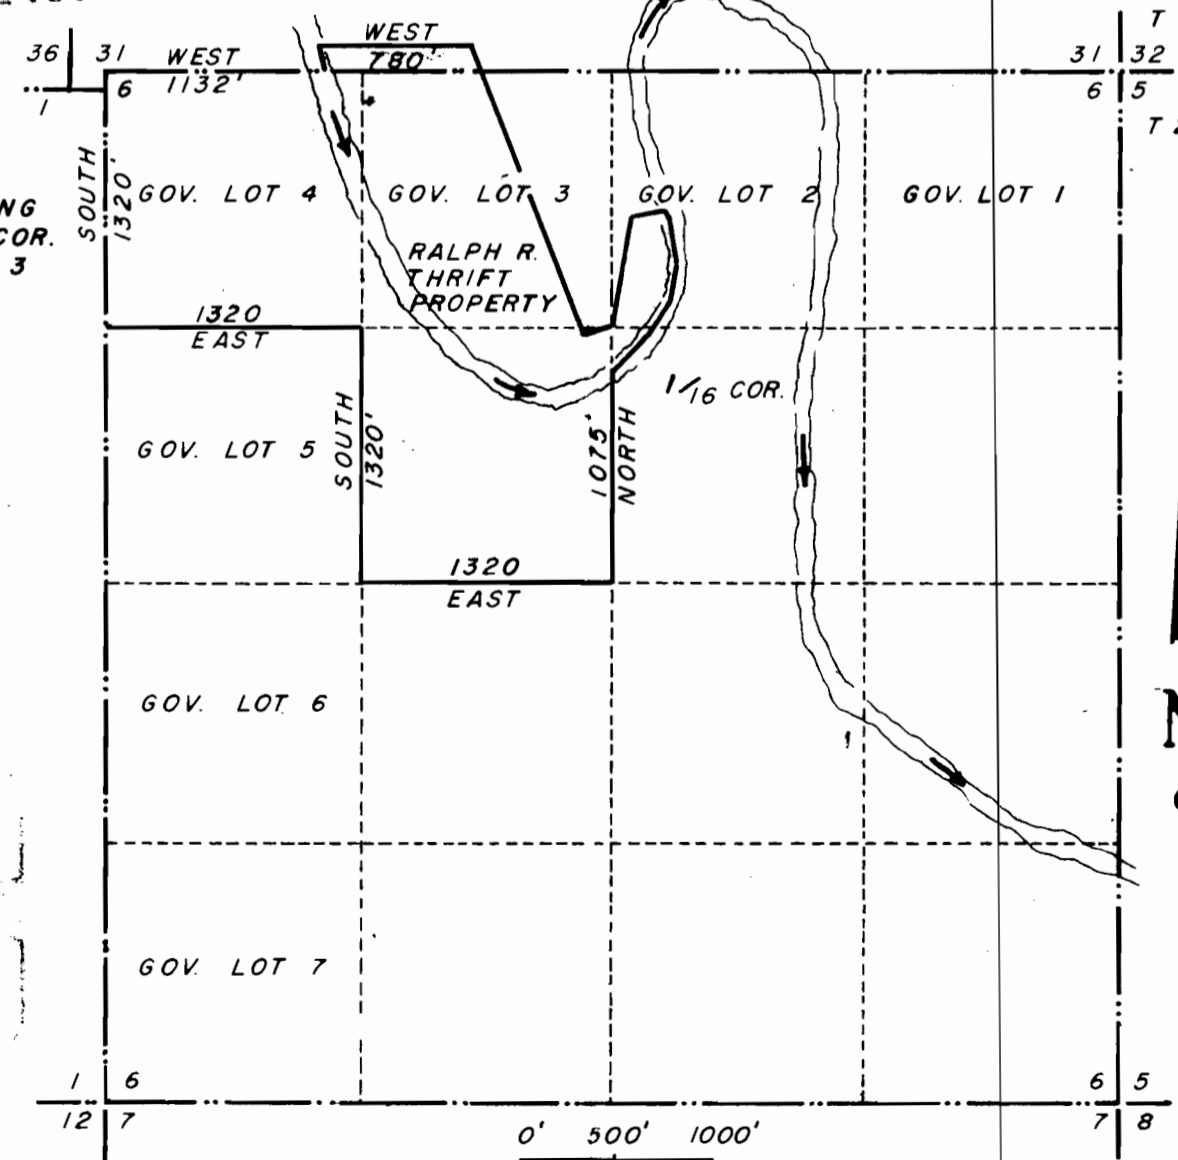 T
36 31 WEST WEST 31 32
780'
1 6 1132' 6 5
T 2
SOUTH
1320'
GOV. LOT 4 GOV. LOT 3 GOV. LOT 2 GOV. LOT 1
NG
COR.
3
RALPH R.
THRIFT
PROPERTY
1320
EAST
1/16 COR.
GOV. LOT 5
SOUTH
1320'
1075'
NORTH
1320
EAST
GOV. LOT 6
N
GOV. LOT 7
1 6 6 5
12 7 7 8
0' 500' 1000'